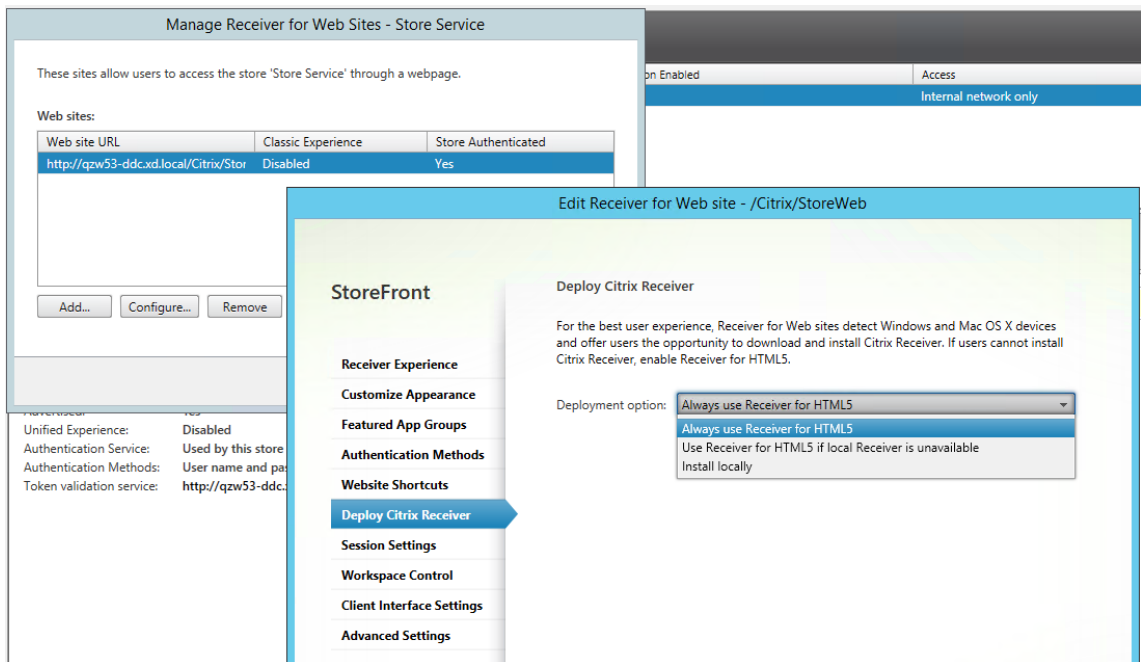 Manage Receiver for Web Sites - Store Service
These sites allow users to access the store 'Store Service' through a webpage.
Web sites:
Web site URL Classic Experience Store Authenticated
http://qzw53-ddc.xd.local/Citrix/Stor Disabled Yes
Add... Configure... Remove
on Enabled Access
Internal network only
Yes
Unified Experience: Disabled
Authentication Service: Used by this store
Authentication Methods: User name and pa
Token validation service: http://qzw53-ddc.
Edit Receiver for Web site - /Citrix/StoreWeb
StoreFront
Receiver Experience
Customize Appearance
Featured App Groups
Authentication Methods
Website Shortcuts
Deploy Citrix Receiver
Session Settings
Workspace Control
Client Interface Settings
Advanced Settings
Deploy Citrix Receiver
For the best user experience, Receiver for Web sites detect Windows and Mac OS X devices
and offer users the opportunity to download and install Citrix Receiver. If users cannot install
Citrix Receiver, enable Receiver for HTML5.
Deployment option: Always use Receiver for HTML5
Always use Receiver for HTML5
Use Receiver for HTML5 if local Receiver is unavailable
Install locally